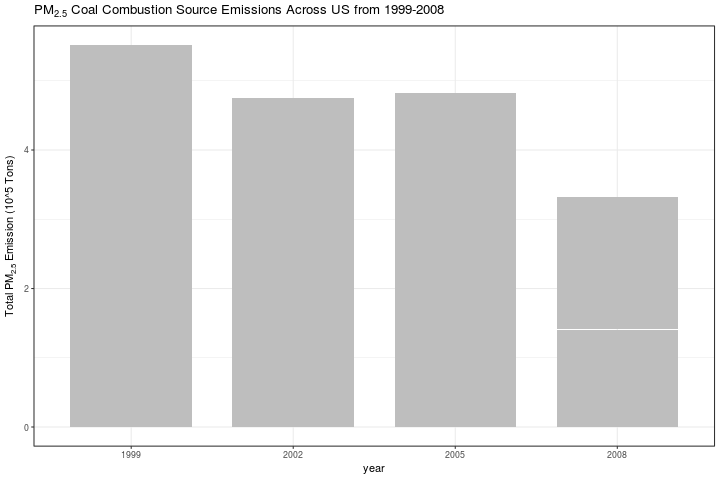 PM2.5 Coal Combustion Source Emissions Across US from 1999-2008
Total PM2.5 Emission (10^5 Tons)
4
2
0
1999 2002 2005 2008
year